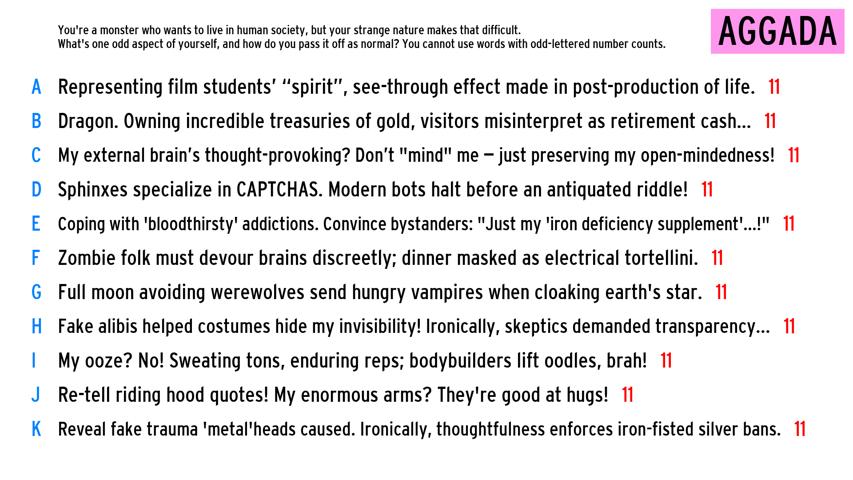 You're a monster who wants to live in human society, but your strange nature makes that difficult.
What's one odd aspect of yourself, and how do you pass it off as normal? You cannot use words with odd-lettered number counts.
AGGADA
A Representing film students’ “spirit”, see-through effect made in post-production of life. 11
B Dragon. Owning incredible treasuries of gold, visitors misinterpret as retirement cash... 11
C My external brain’s thought-provoking? Don’t "mind" me – just preserving my open-mindedness! 11
D Sphinxes specialize in CAPTCHAS. Modern bots halt before an antiquated riddle! 11
E Coping with 'bloodthirsty' addictions. Convince bystanders: "Just my 'iron deficiency supplement'...!" 11
F Zombie folk must devour brains discreetly; dinner masked as electrical tortellini. 11
G Full moon avoiding werewolves send hungry vampires when cloaking earth's star. 11
H Fake alibis helped costumes hide my invisibility! Ironically, skeptics demanded transparency... 11
I My ooze? No! Sweating tons, enduring reps; bodybuilders lift oodles, brah! 11
J Re-tell riding hood quotes! My enormous arms? They're good at hugs! 11
K Reveal fake trauma 'metal'heads caused. Ironically, thoughtfulness enforces iron-fisted silver bans. 11